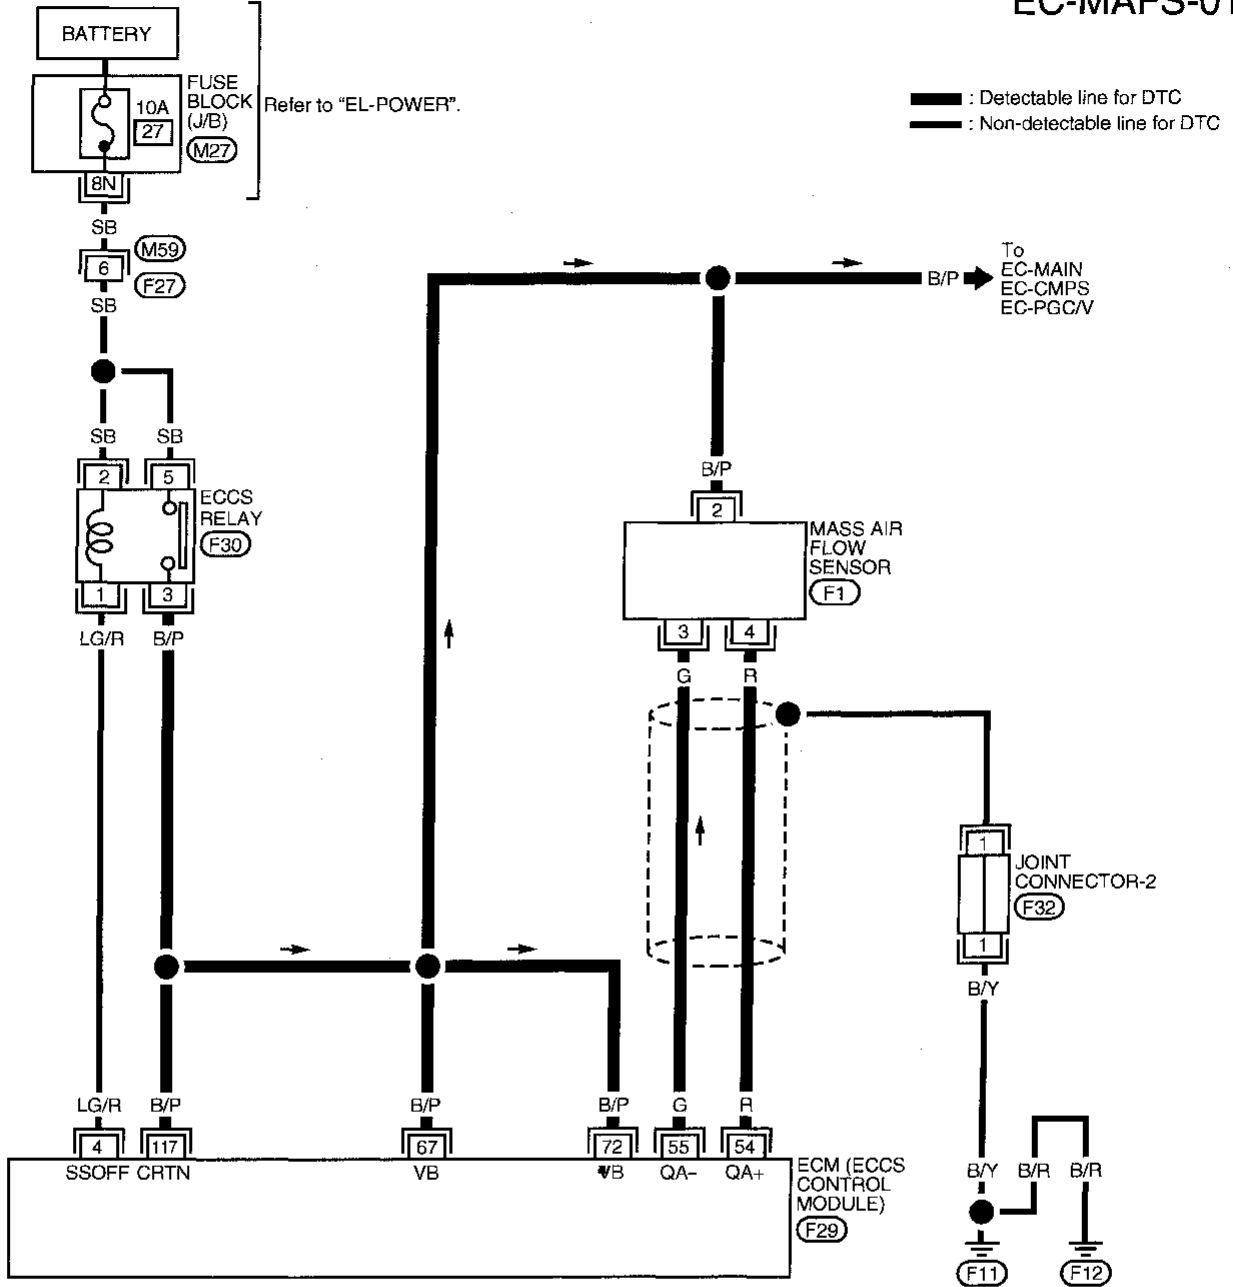 EC-MAFS-01
BATTERY
FUSE
BLOCK
(J/B)
M27
10A
27
Refer to "EL-POWER".
: Detectable line for DTC
: Non-detectable line for DTC
8N
SB
M59
6
F27
SB
To
EC-MAIN
EC-CMPS
EC-PGC/V
B/P
SB SB
2 5
ECCS
RELAY
F30
1 3
LG/R B/P
B/P
2
MASS AIR
FLOW
SENSOR
F1
3 4
G R
1
JOINT
CONNECTOR-2
F32
1
B/Y
LG/R B/P B/P B/P G R
4 117 67 72 55 54
SSOFF CRTN VB VB QA- QA+
ECM (ECCS
CONTROL
MODULE)
F29
B/Y B/R B/R
F11 F12